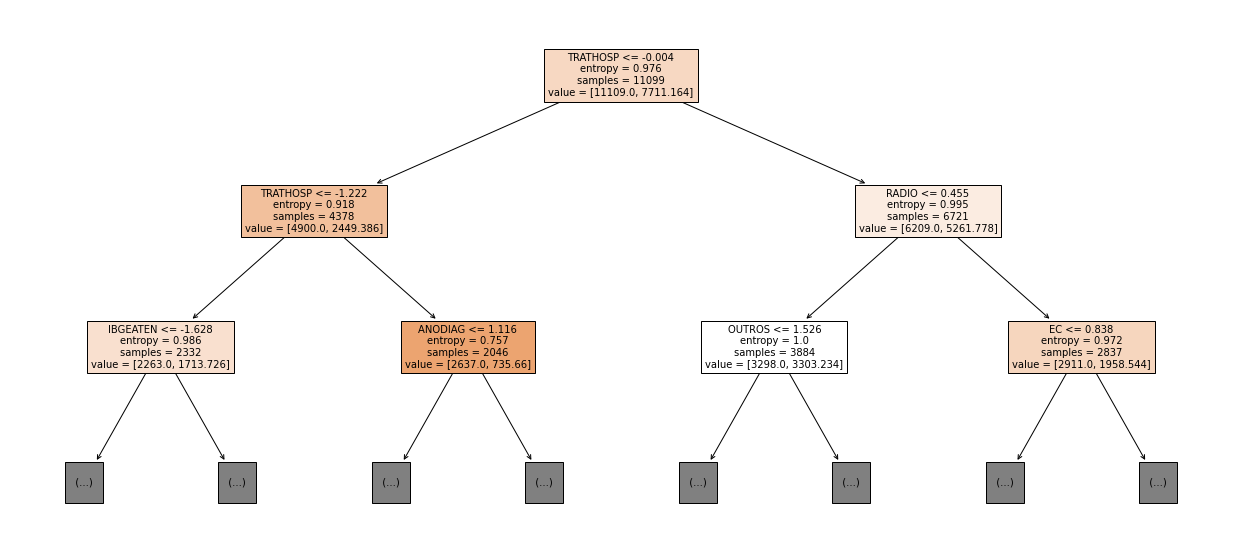 TRATHOSP <= -0.004
entropy = 0.976
samples = 11099
value = [11109.0, 7711.164]
TRATHOSP <= -1.222
entropy = 0.918
samples = 4378
value = [4900.0, 2449.386]
RADIO <= 0.455
entropy = 0.995
samples = 6721
value = [6209.0, 5261.778]
IBGEATEN <= -1.628
entropy = 0.986
samples = 2332
value = [2263.0, 1713.726]
ANODIAG <= 1.116
entropy = 0.757
samples = 2046
value = [2637.0, 735.66]
OUTROS <= 1.526
entropy = 1.0
samples = 3884
value = [3298.0, 3303.234]
EC <= 0.838
entropy = 0.972
samples = 2837
value = [2911.0, 1958.544]
(...)
(...)
(...)
(...)
(...)
(...)
(...)
(...)